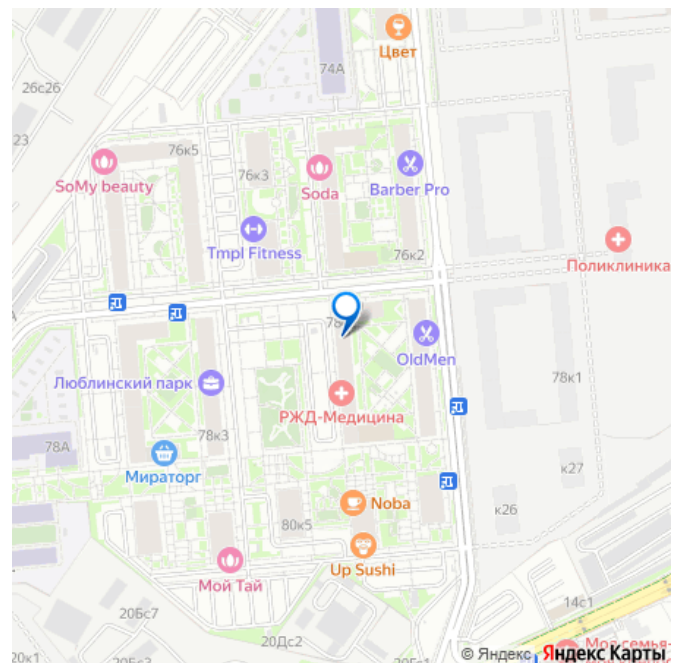 Цвет
74А
26с26
23
76к5
SoMy beauty
76к3
Soda
Barber Pro
Tmpl Fitness
76к2
Поликлиника
OldMen
Люблинский парк
78к1
РЖД-Медицина
78А
78к3
Мираторг
к27
Noba
к26
80к5
Up Sushi
Мой Тай
14с1
20Бс7
20Дс2
20к1
© Яндекс Яндекс Карты